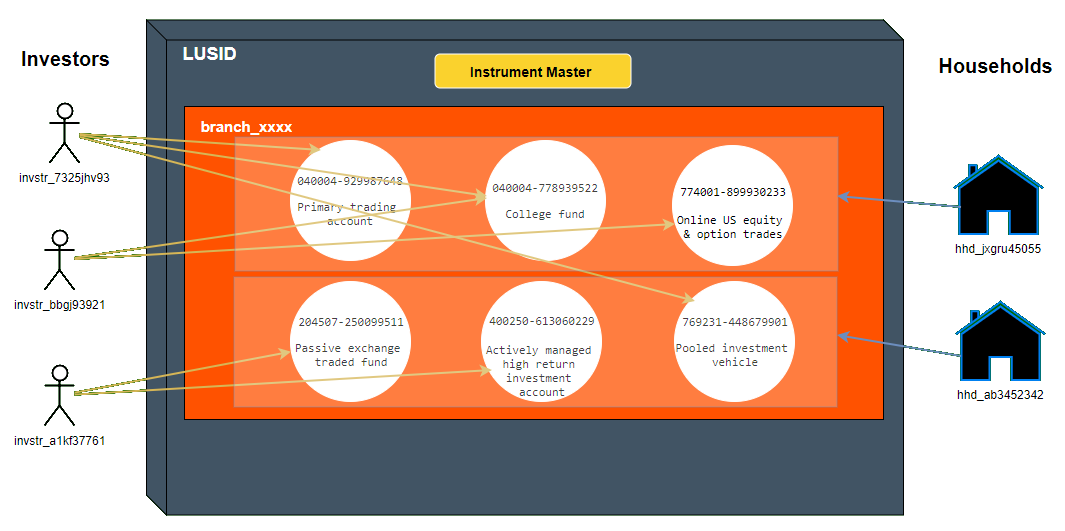 Investors
LUSID
Instrument Master
Households
branch_xxxx
invstr_7325jhv93
040004-929987648
Primary trading
account
040004-778939522
College fund
774001-899930233
Online US equity
& option trades
hhd_jxgru45055
invstr_bbgj93921
204507-250099511
Passive exchange
traded fund
400250-613060229
Actively managed
high return
investment
account
769231-448679901
Pooled investment
vehicle
hhd_ab3452342
invstr_a1kf37761